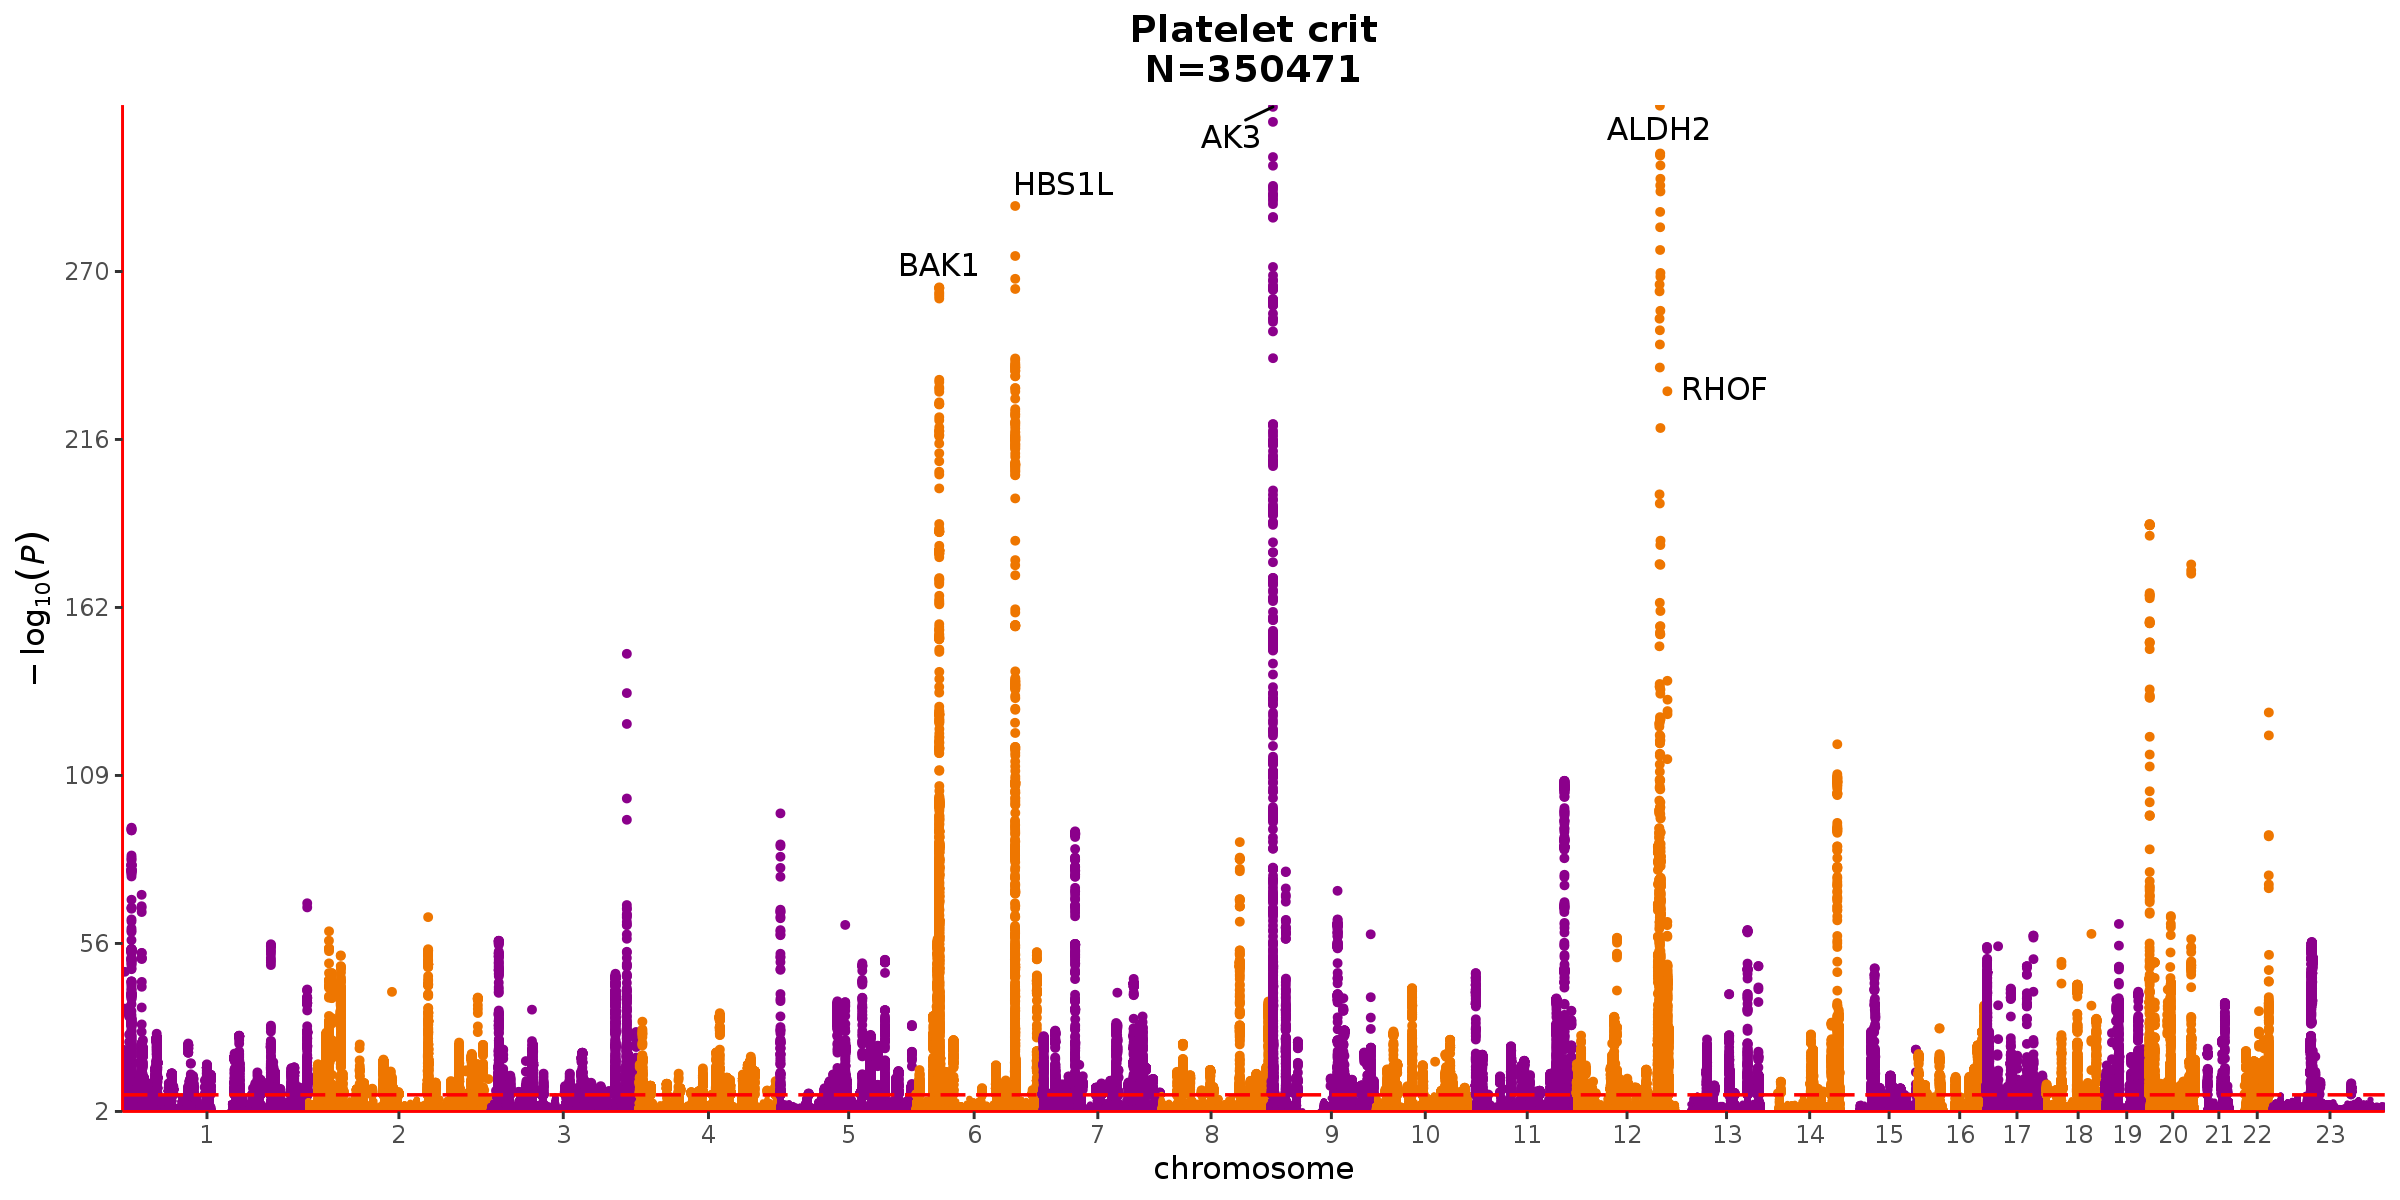 Platelet crit
N=350471
AK3
ALDH2
HBS1L
BAK1
RHOF
270
216
162
109
56
2
−log₁₀(P)
1 2 3 4 5 6 7 8 9 10 11 12 13 14 15 16 17 18 19 20 21 22 23
chromosome